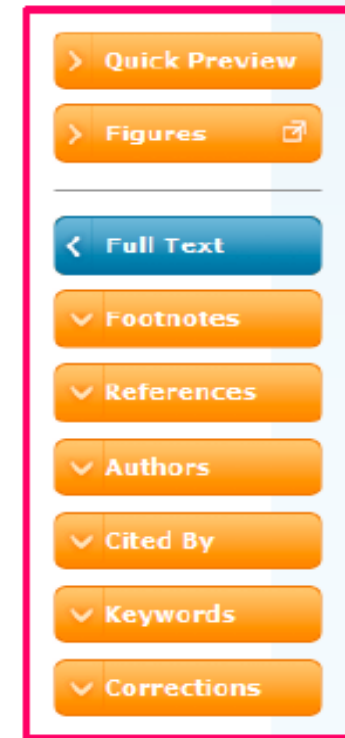 Quick Preview
Figures
Full Text
Footnotes
References
Authors
Cited By
Keywords
Corrections